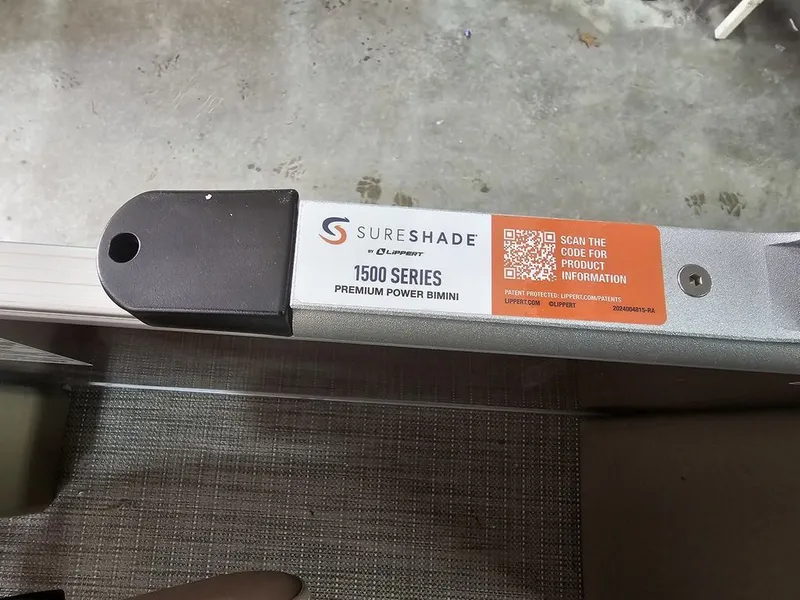 SURESHADE
BY LIPPERT
1500 SERIES
PREMIUM POWER BIMINI
SCAN THE
CODE FOR
PRODUCT
INFORMATION
PATENT PROTECTED: LIPPERT.COM/PATENTS
LIPPERT.COM ©LIPPERT 2024004815-RA